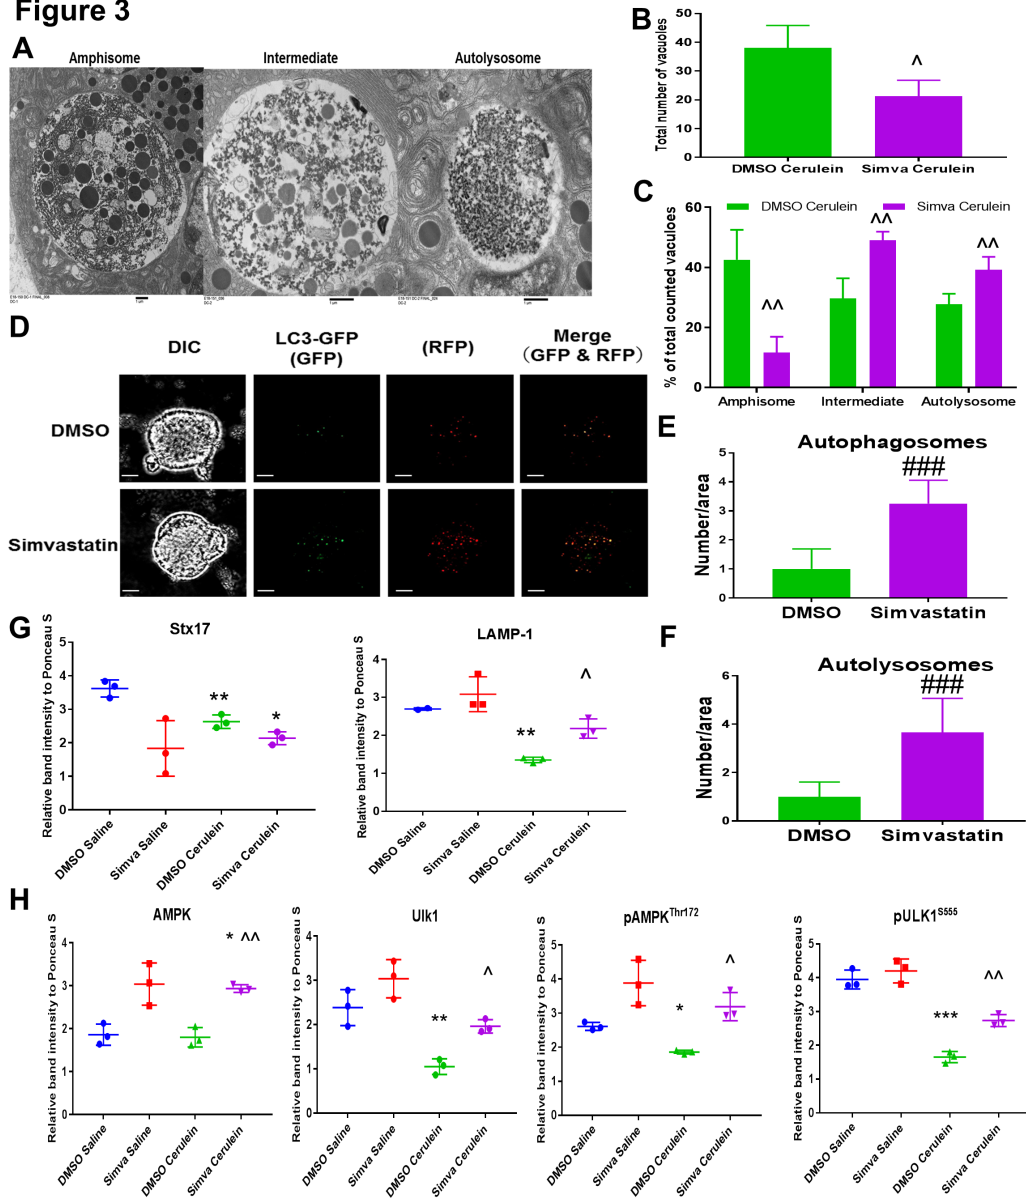 Figure 3
A
Amphisome
Intermediate
Autolysosome
1 µm
1 µm
1 µm
B
Total number of vacuoles
50
40
30
20
10
0
^
DMSO Cerulein
Simva Cerulein
C
DMSO Cerulein
Simva Cerulein
% of total counted vacuoles
60
40
20
0
^^
^^
^^
Amphisome
Intermediate
Autolysosome
D
DIC
LC3-GFP
(GFP)
(RFP)
Merge
(GFP & RFP)
DMSO
Simvastatin
E
Autophagosomes
###
Number/area
5
4
3
2
1
0
DMSO
Simvastatin
F
Autolysosomes
###
Number/area
6
4
2
0
DMSO
Simvastatin
G
Stx17
Relative band intensity to Ponceau S
5
4
3
2
1
0
**
*
DMSO Saline
Simva Saline
DMSO Cerulein
Simva Cerulein
LAMP-1
Relative band intensity to Ponceau S
4
3
2
1
0
**
^
DMSO Saline
Simva Saline
DMSO Cerulein
Simva Cerulein
H
AMPK
Relative band intensity to Ponceau S
4
3
2
1
0
* ^^
DMSO Saline
Simva Saline
DMSO Cerulein
Simva Cerulein
Ulk1
Relative band intensity to Ponceau S
4
3
2
1
0
**
^
DMSO Saline
Simva Saline
DMSO Cerulein
Simva Cerulein
pAMPKThr172
Relative band intensity to Ponceau S
5
4
3
2
1
0
*
^
DMSO Saline
Simva Saline
DMSO Cerulein
Simva Cerulein
pULK1S555
Relative band intensity to Ponceau S
5
4
3
2
1
0
***
^^
DMSO Saline
Simva Saline
DMSO Cerulein
Simva Cerulein